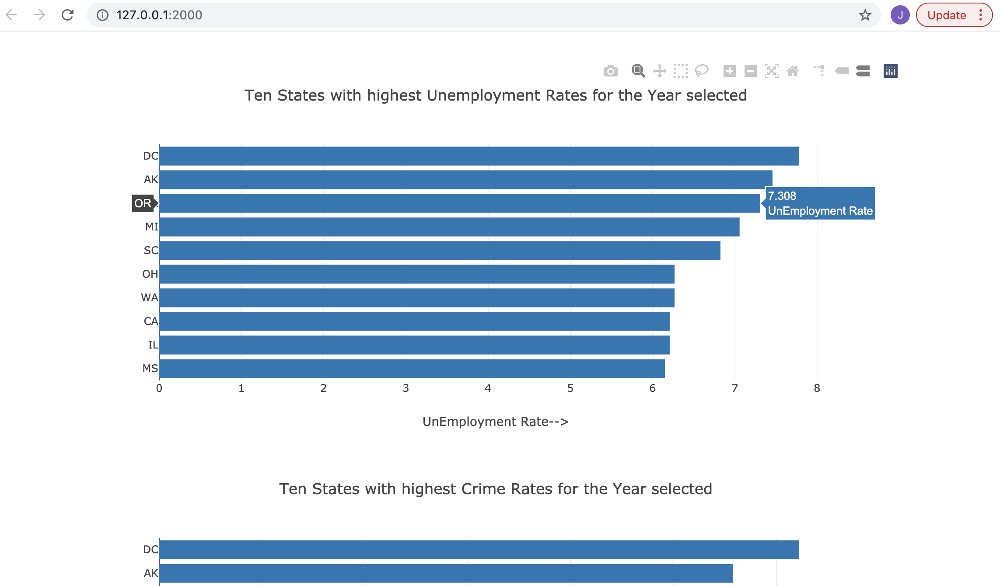 127.0.0.1:2000
J
Update
Ten States with highest Unemployment Rates for the Year selected
DC
AK
OR
7.308
UnEmployment Rate
MI
SC
OH
WA
CA
IL
MS
0 1 2 3 4 5 6 7 8
UnEmployment Rate-->
Ten States with highest Crime Rates for the Year selected
DC
AK